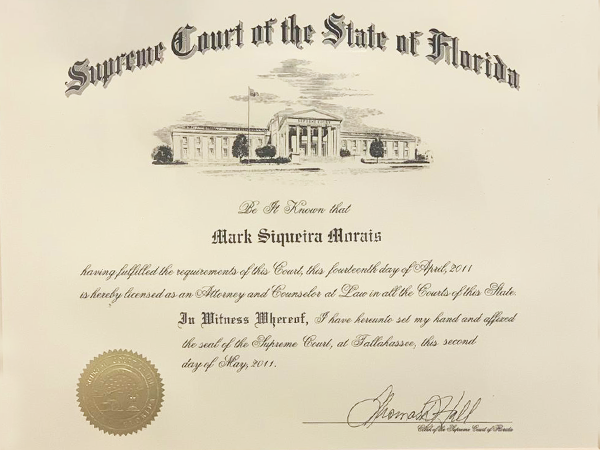 Supreme Court of the State of Florida
Be It Known that
Mark Siqueira Morais
having fulfilled the requirements of this Court, this fourteenth day of April, 2011
is hereby licensed as an Attorney and Counselor at Law in all the Courts of this State.
In Witness Whereof, I have hereunto set my hand and affixed
the seal of the Supreme Court, at Tallahassee, this second
day of May, 2011.
Thomas D. Hall
Clerk of the Supreme Court of Florida